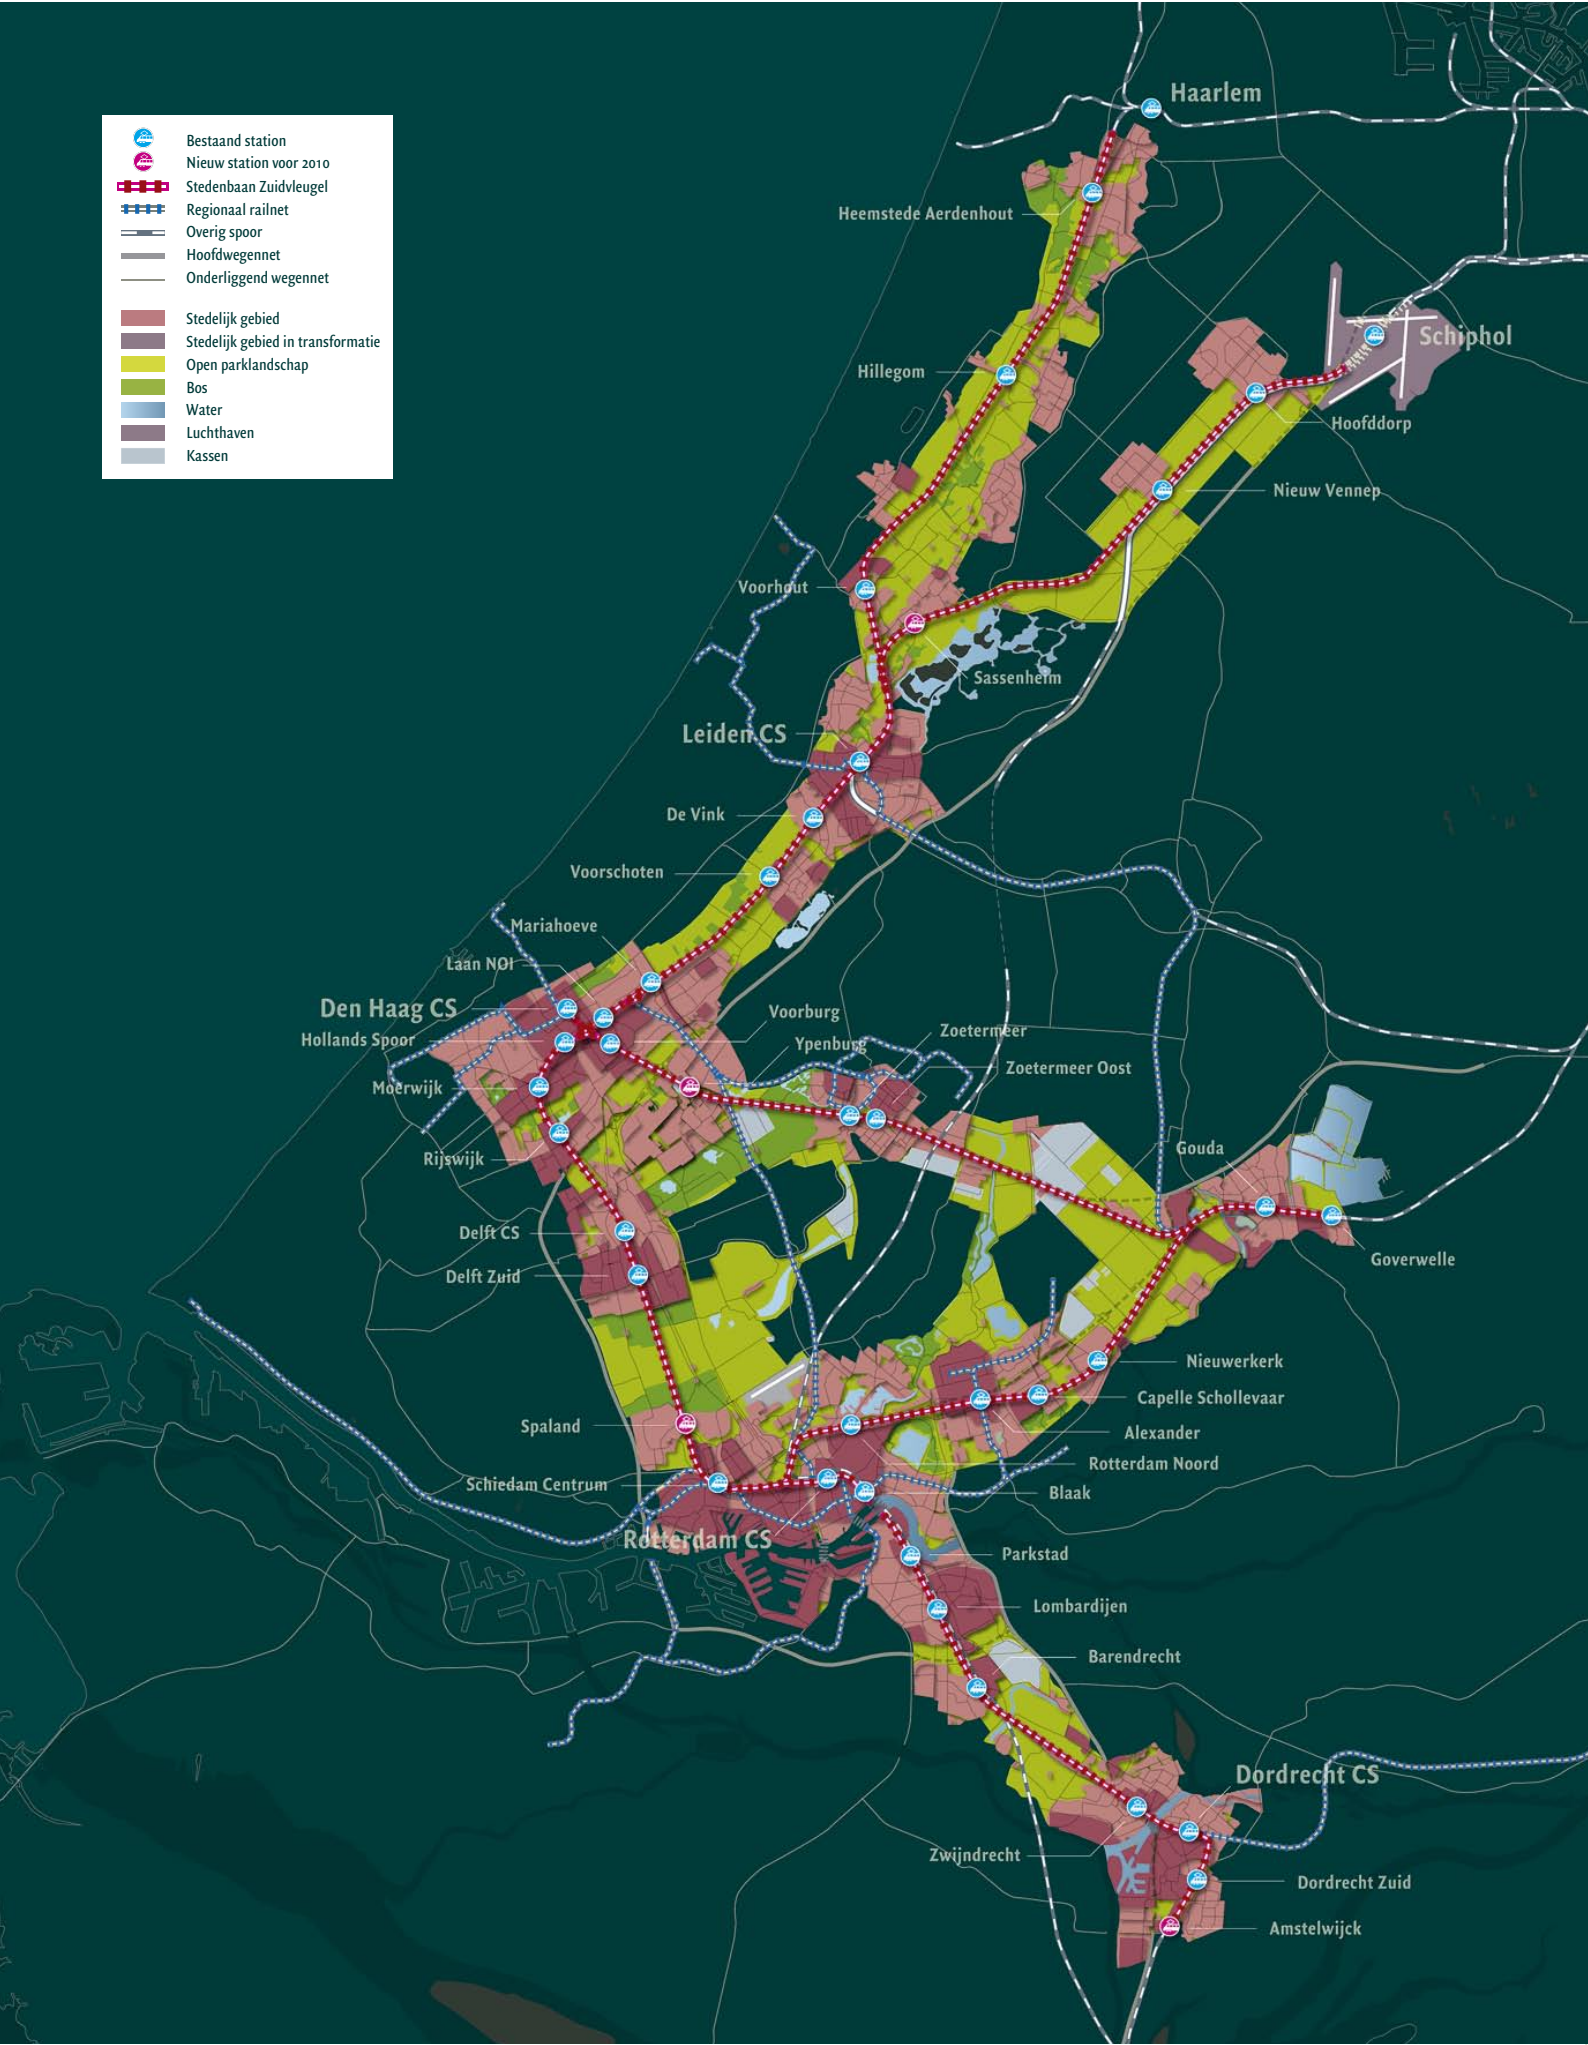 Haarlem
Bestaand station
Nieuw station voor 2010
Stedenbaan Zuidvleugel
Regionaal railnet
Overig spoor
Hoofdwegennet
Onderliggend wegennet
Stedelijk gebied
Stedelijk gebied in transformatie
Open parklandschap
Bos
Water
Luchthaven
Kassen
Heemstede Aerdenhout
Schiphol
Hillegom
Hoofddorp
Nieuw Vennep
Voorhout
Sassenheim
Leiden CS
De Vink
Voorschoten
Mariahoeve
Laan NOI
Den Haag CS
Voorburg
Hollands Spoor
Zoetermeer
Ypenburg
Zoetermeer Oost
Moerwijk
Gouda
Rijswijk
Delft CS
Goverwelle
Delft Zuid
Nieuwerkerk
Capelle Schollevaar
Spaland
Alexander
Rotterdam Noord
Schiedam Centrum
Blaak
Rotterdam CS
Parkstad
Lombardijen
Barendrecht
Dordrecht CS
Zwijndrecht
Dordrecht Zuid
Amstelwijck